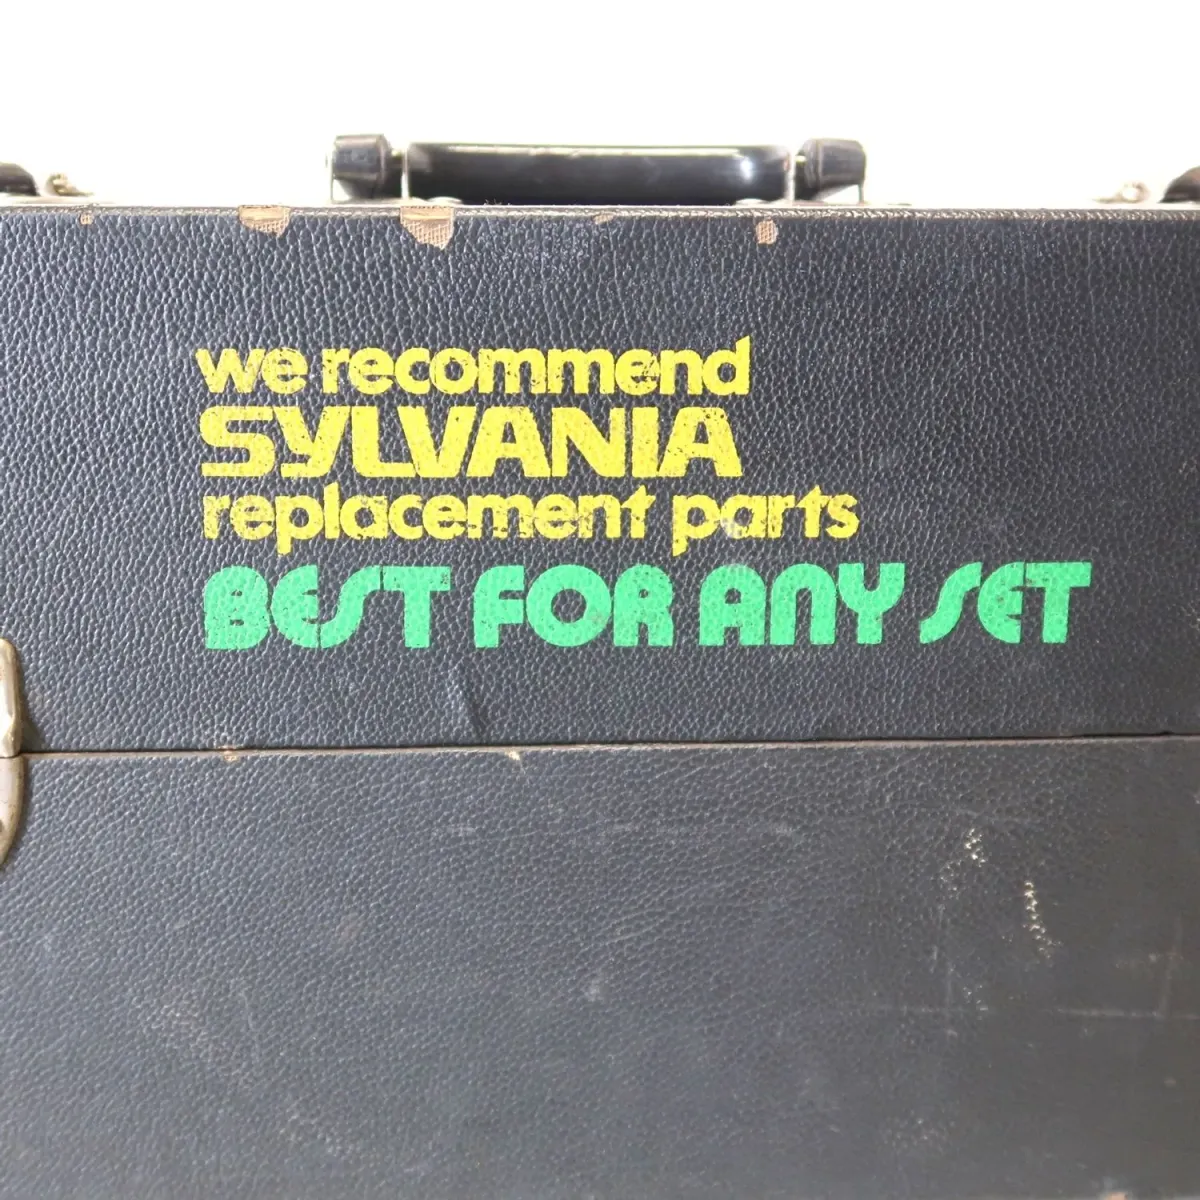 we recommend
SYLVANIA
replacement parts
BEST FOR ANY SET